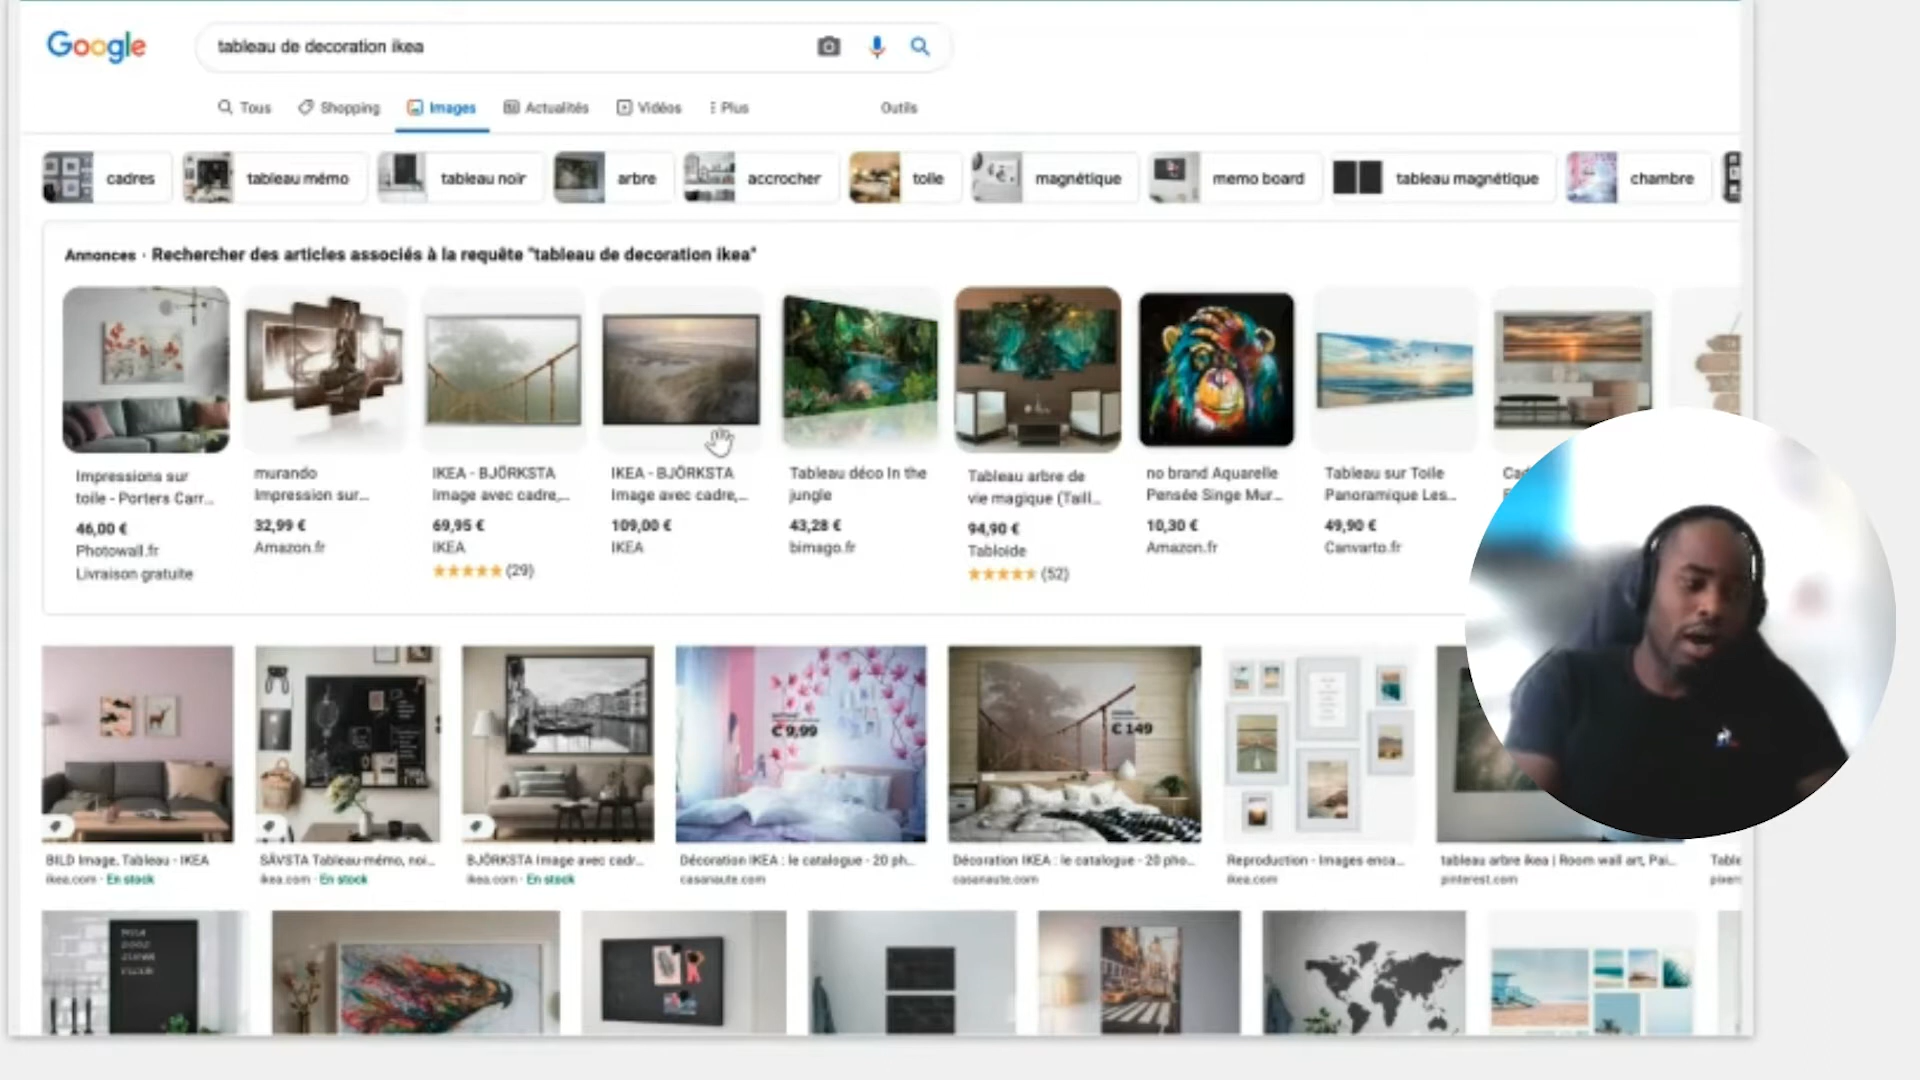 Google
tableau de decoration ikea
Tous
Shopping
Images
Actualités
Vidéos
Plus
Outils
cadres
tableau mémo
tableau noir
arbre
accrocher
toile
magnétique
memo board
tableau magnétique
chambre
Annonces · Rechercher des articles associés à la requête "tableau de decoration ikea"
Impressions sur
toile - Porters Carr...
46,00 €
Photowall.fr
Livraison gratuite
murando
Impression sur...
32,99 €
Amazon.fr
IKEA - BJÖRKSTA
Image avec cadre,...
69,95 €
IKEA
(29)
IKEA - BJÖRKSTA
Image avec cadre,...
109,00 €
IKEA
Tableau déco In the
jungle
43,28 €
bimago.fr
Tableau arbre de
vie magique (Taill...
94,90 €
Tabloide
(52)
no brand Aquarelle
Pensée Singe Mur...
10,30 €
Amazon.fr
Tableau sur Toile
Panoramique Les...
49,90 €
Canvarto.fr
€ 9,99
€ 149
BILD Image, Tableau - IKEA
ikea.com · En stock
SÄVSTA Tableau-mémo, noi...
ikea.com · En stock
BJÖRKSTA Image avec cadr...
ikea.com · En stock
Décoration IKEA : le catalogue - 20 ph...
casanaute.com
Décoration IKEA : le catalogue - 20 pho...
casanaute.com
Reproduction - Images enca...
ikea.com
tableau arbre ikea | Room wall art, Pai...
pinterest.com